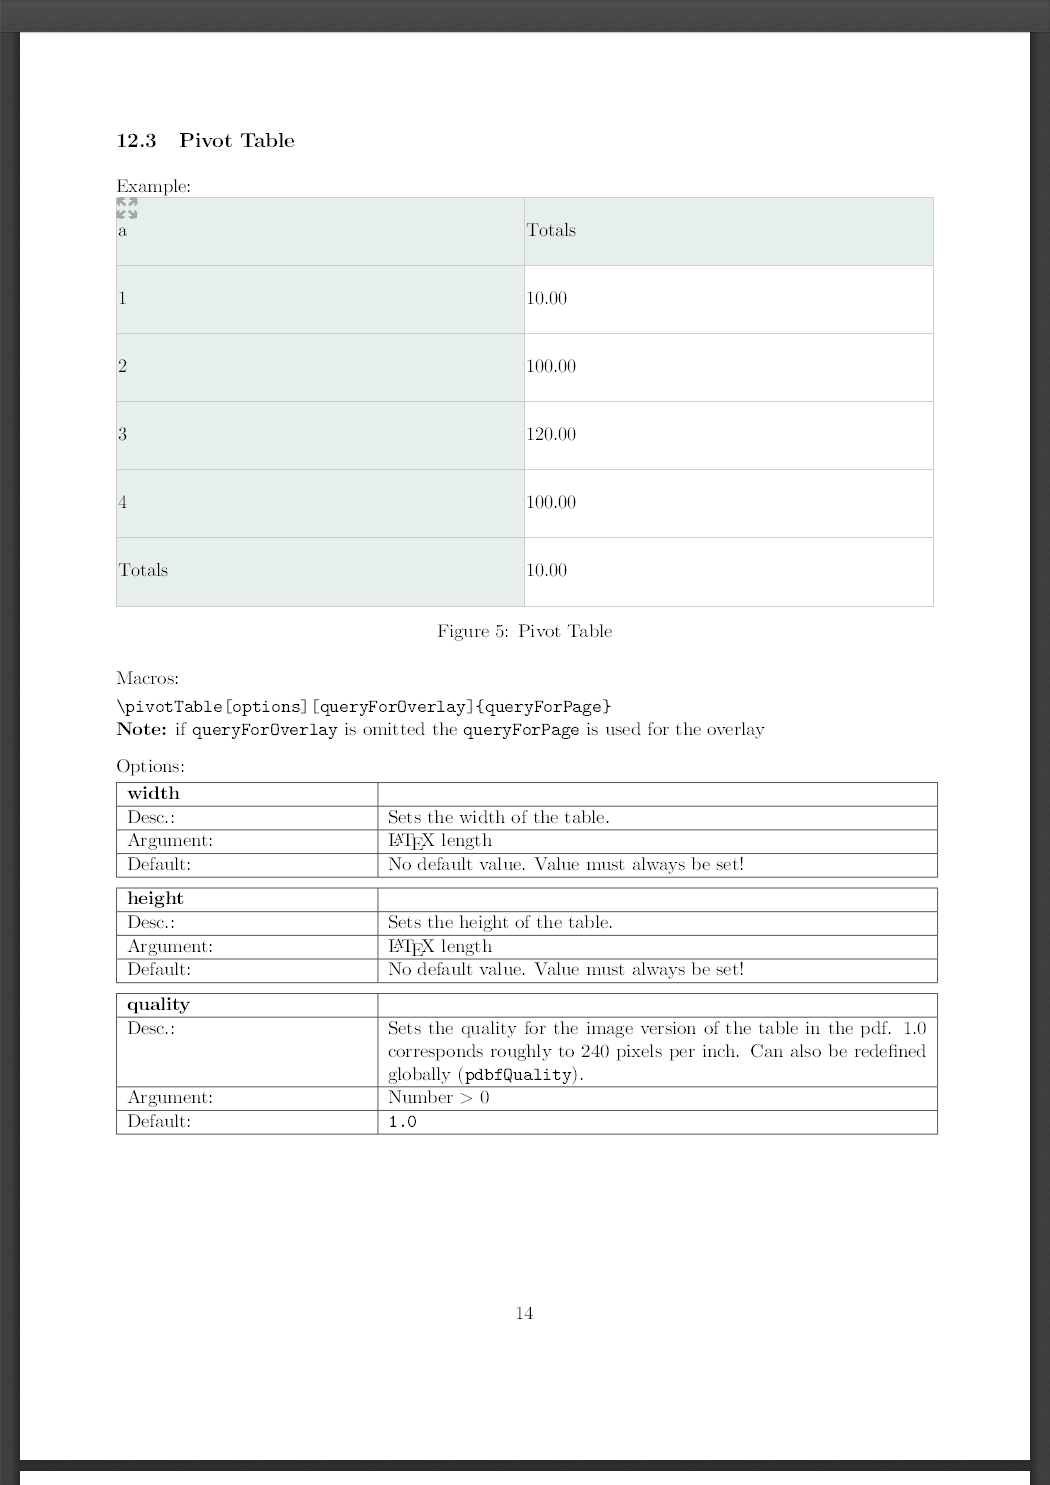 12.3 Pivot Table
Example:
a Totals
1 10.00
2 100.00
3 120.00
4 100.00
Totals 10.00
Figure 5: Pivot Table
Macros:
\pivotTable[options][queryForOverlay]{queryForPage}
Note: if queryForOverlay is omitted the queryForPage is used for the overlay
Options:
width
Desc.: Sets the width of the table.
Argument: LATEX length
Default: No default value. Value must always be set!
height
Desc.: Sets the height of the table.
Argument: LATEX length
Default: No default value. Value must always be set!
quality
Desc.: Sets the quality for the image version of the table in the pdf. 1.0
corresponds roughly to 240 pixels per inch. Can also be redefined
globally (pdbfQuality).
Argument: Number > 0
Default: 1.0
14